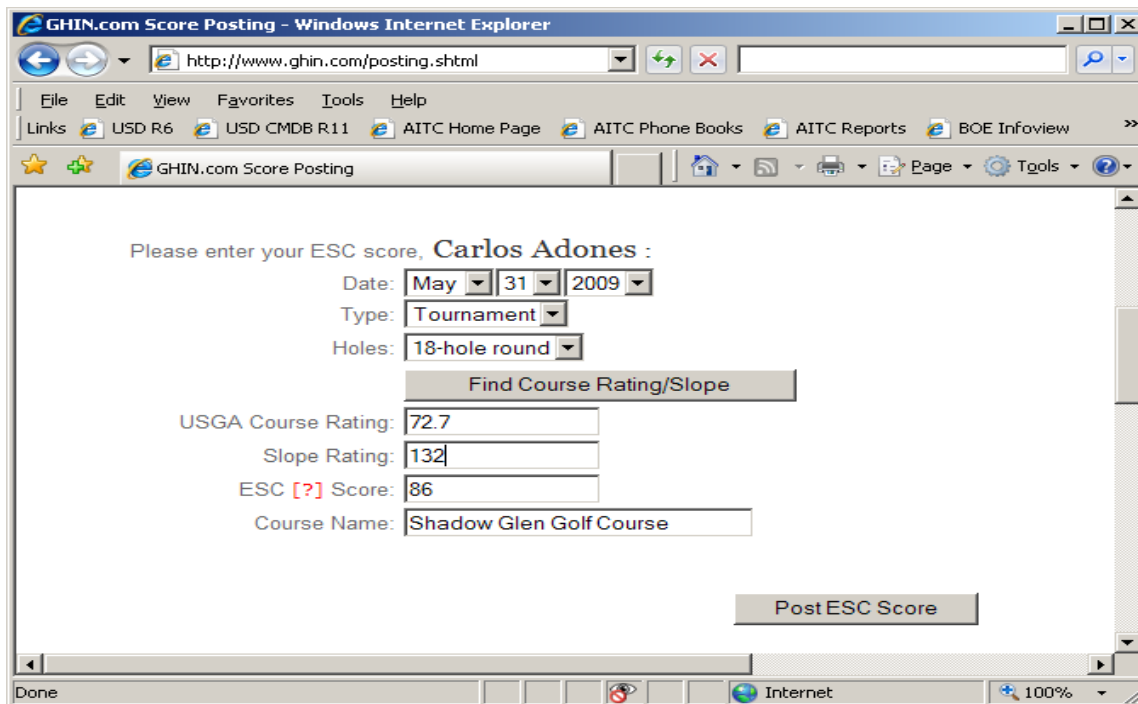 GHIN.com Score Posting - Windows Internet Explorer
http://www.ghin.com/posting.shtml
File Edit View Favorites Tools Help
Links USD R6 USD CMDB R11 AITC Home Page AITC Phone Books AITC Reports BOE Infoview »
GHIN.com Score Posting Page Tools
Please enter your ESC score, Carlos Adones :
Date: May 31 2009
Type: Tournament
Holes: 18-hole round
Find Course Rating/Slope
USGA Course Rating: 72.7
Slope Rating: 132
ESC [?] Score: 86
Course Name: Shadow Glen Golf Course
Post ESC Score
Done Internet 100%